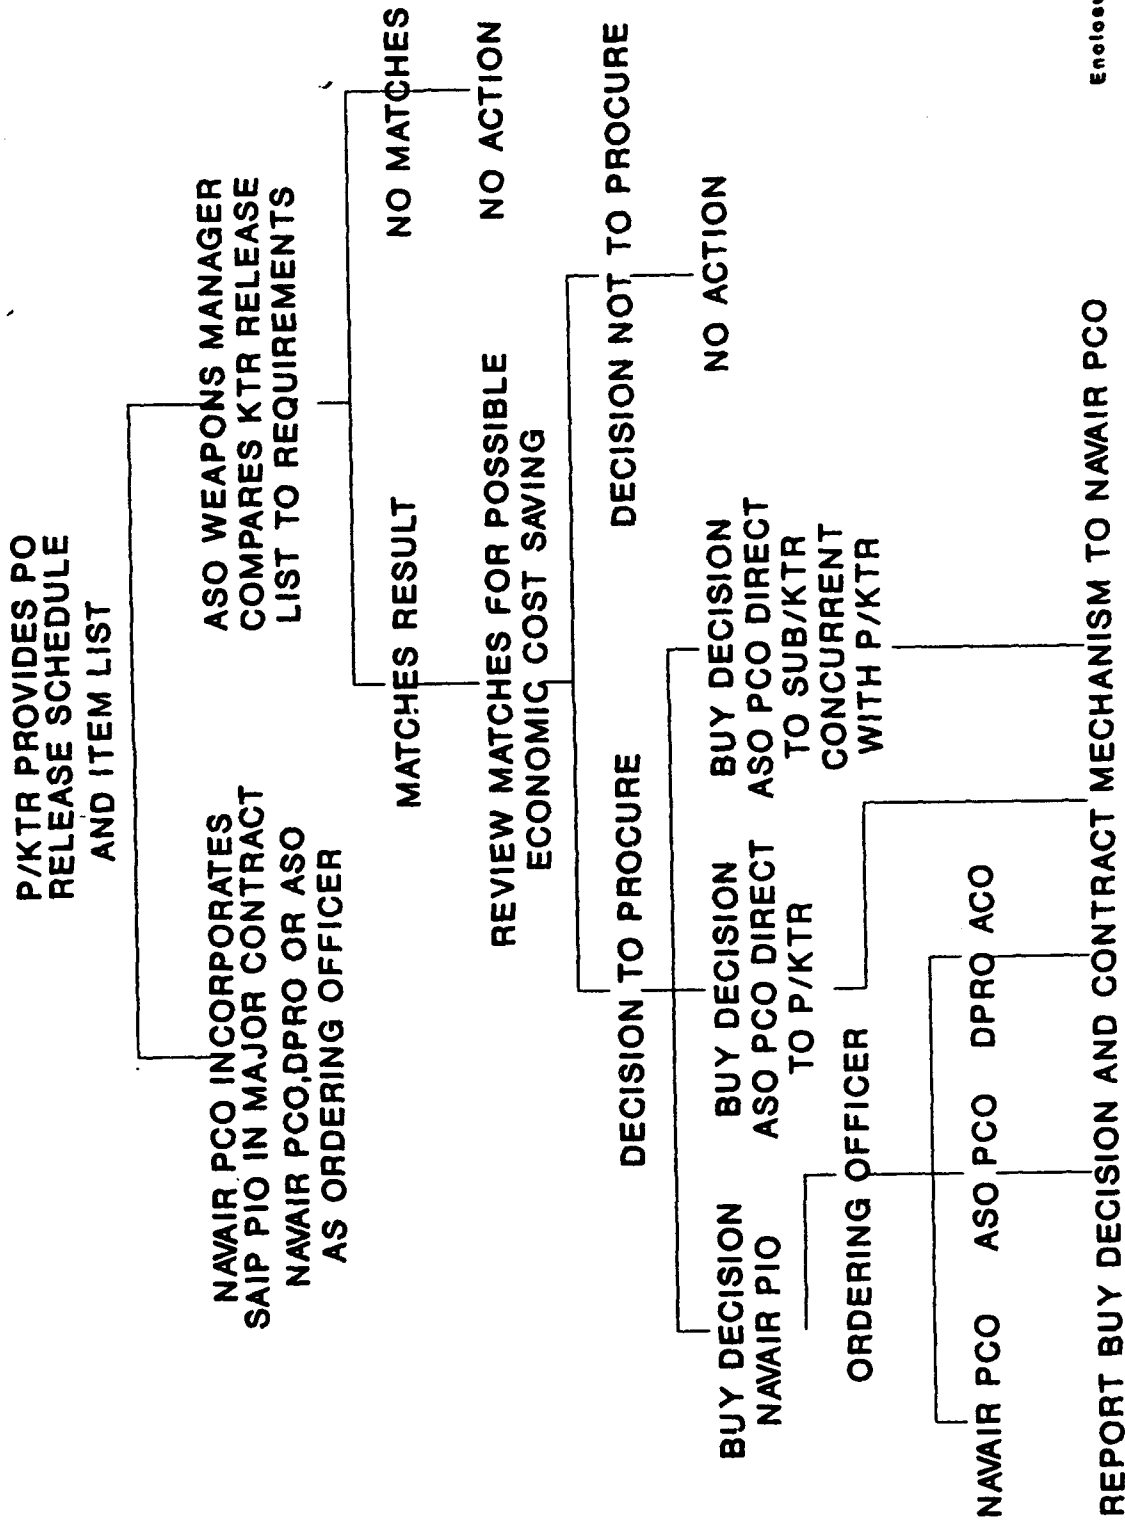 P/KTR PROVIDES PO
RELEASE SCHEDULE
AND ITEM LIST
NAVAIR PCO INCORPORATES
SAIP PIO IN MAJOR CONTRACT
NAVAIR PCO,DPRO OR ASO
AS ORDERING OFFICER
ASO WEAPONS MANAGER
COMPARES KTR RELEASE
LIST TO REQUIREMENTS
MATCHES RESULT
NO MATCHES
REVIEW MATCHES FOR POSSIBLE
ECONOMIC COST SAVING
NO ACTION
DECISION TO PROCURE
DECISION NOT TO PROCURE
NO ACTION
BUY DECISION
NAVAIR PIO
BUY DECISION
ASO PCO DIRECT
TO P/KTR
BUY DECISION
ASO PCO DIRECT
TO SUB/KTR
CONCURRENT
WITH P/KTR
ORDERING OFFICER
NAVAIR PCO
ASO PCO
DPRO ACO
REPORT BUY DECISION AND CONTRACT MECHANISM TO NAVAIR PCO